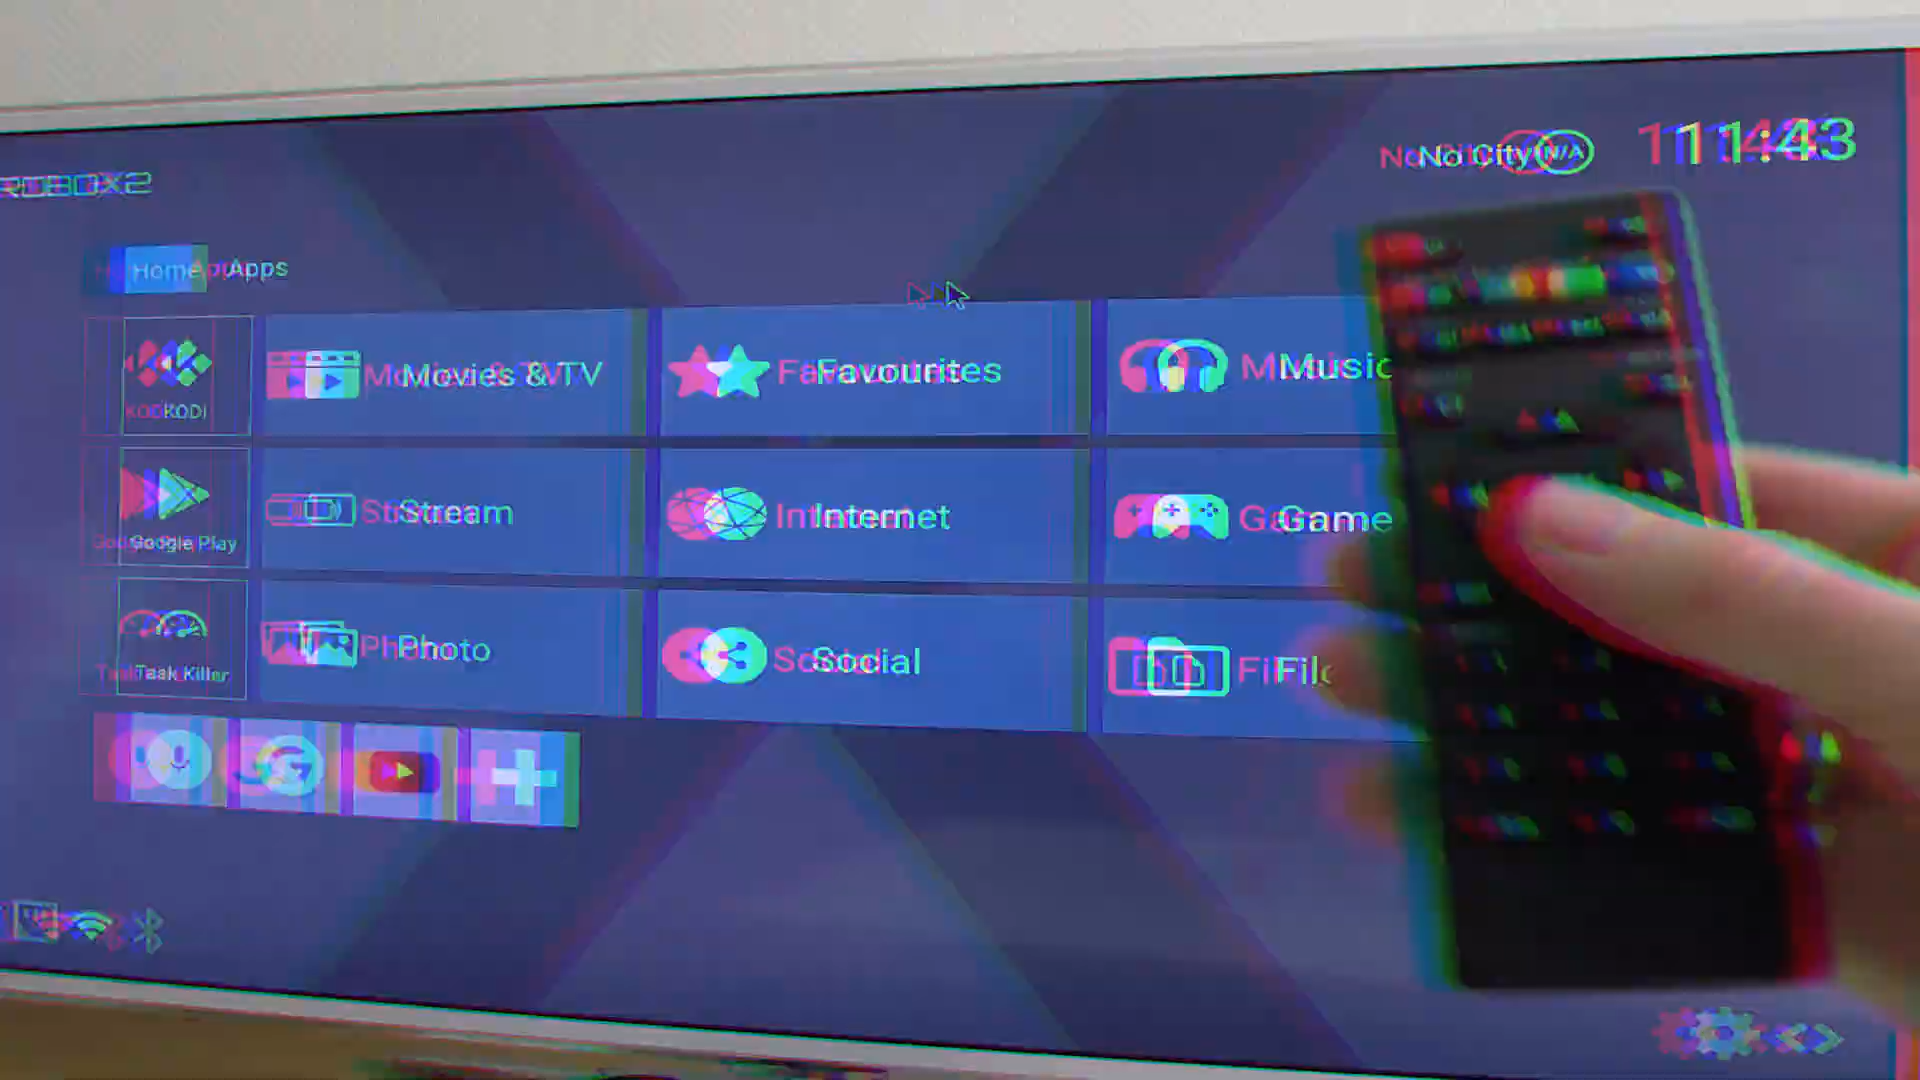 No City N/A 11:43
Home Apps
KODI Movies & TV Favourites Music
Google Play Stream Internet Game
Task Killer Photo Social